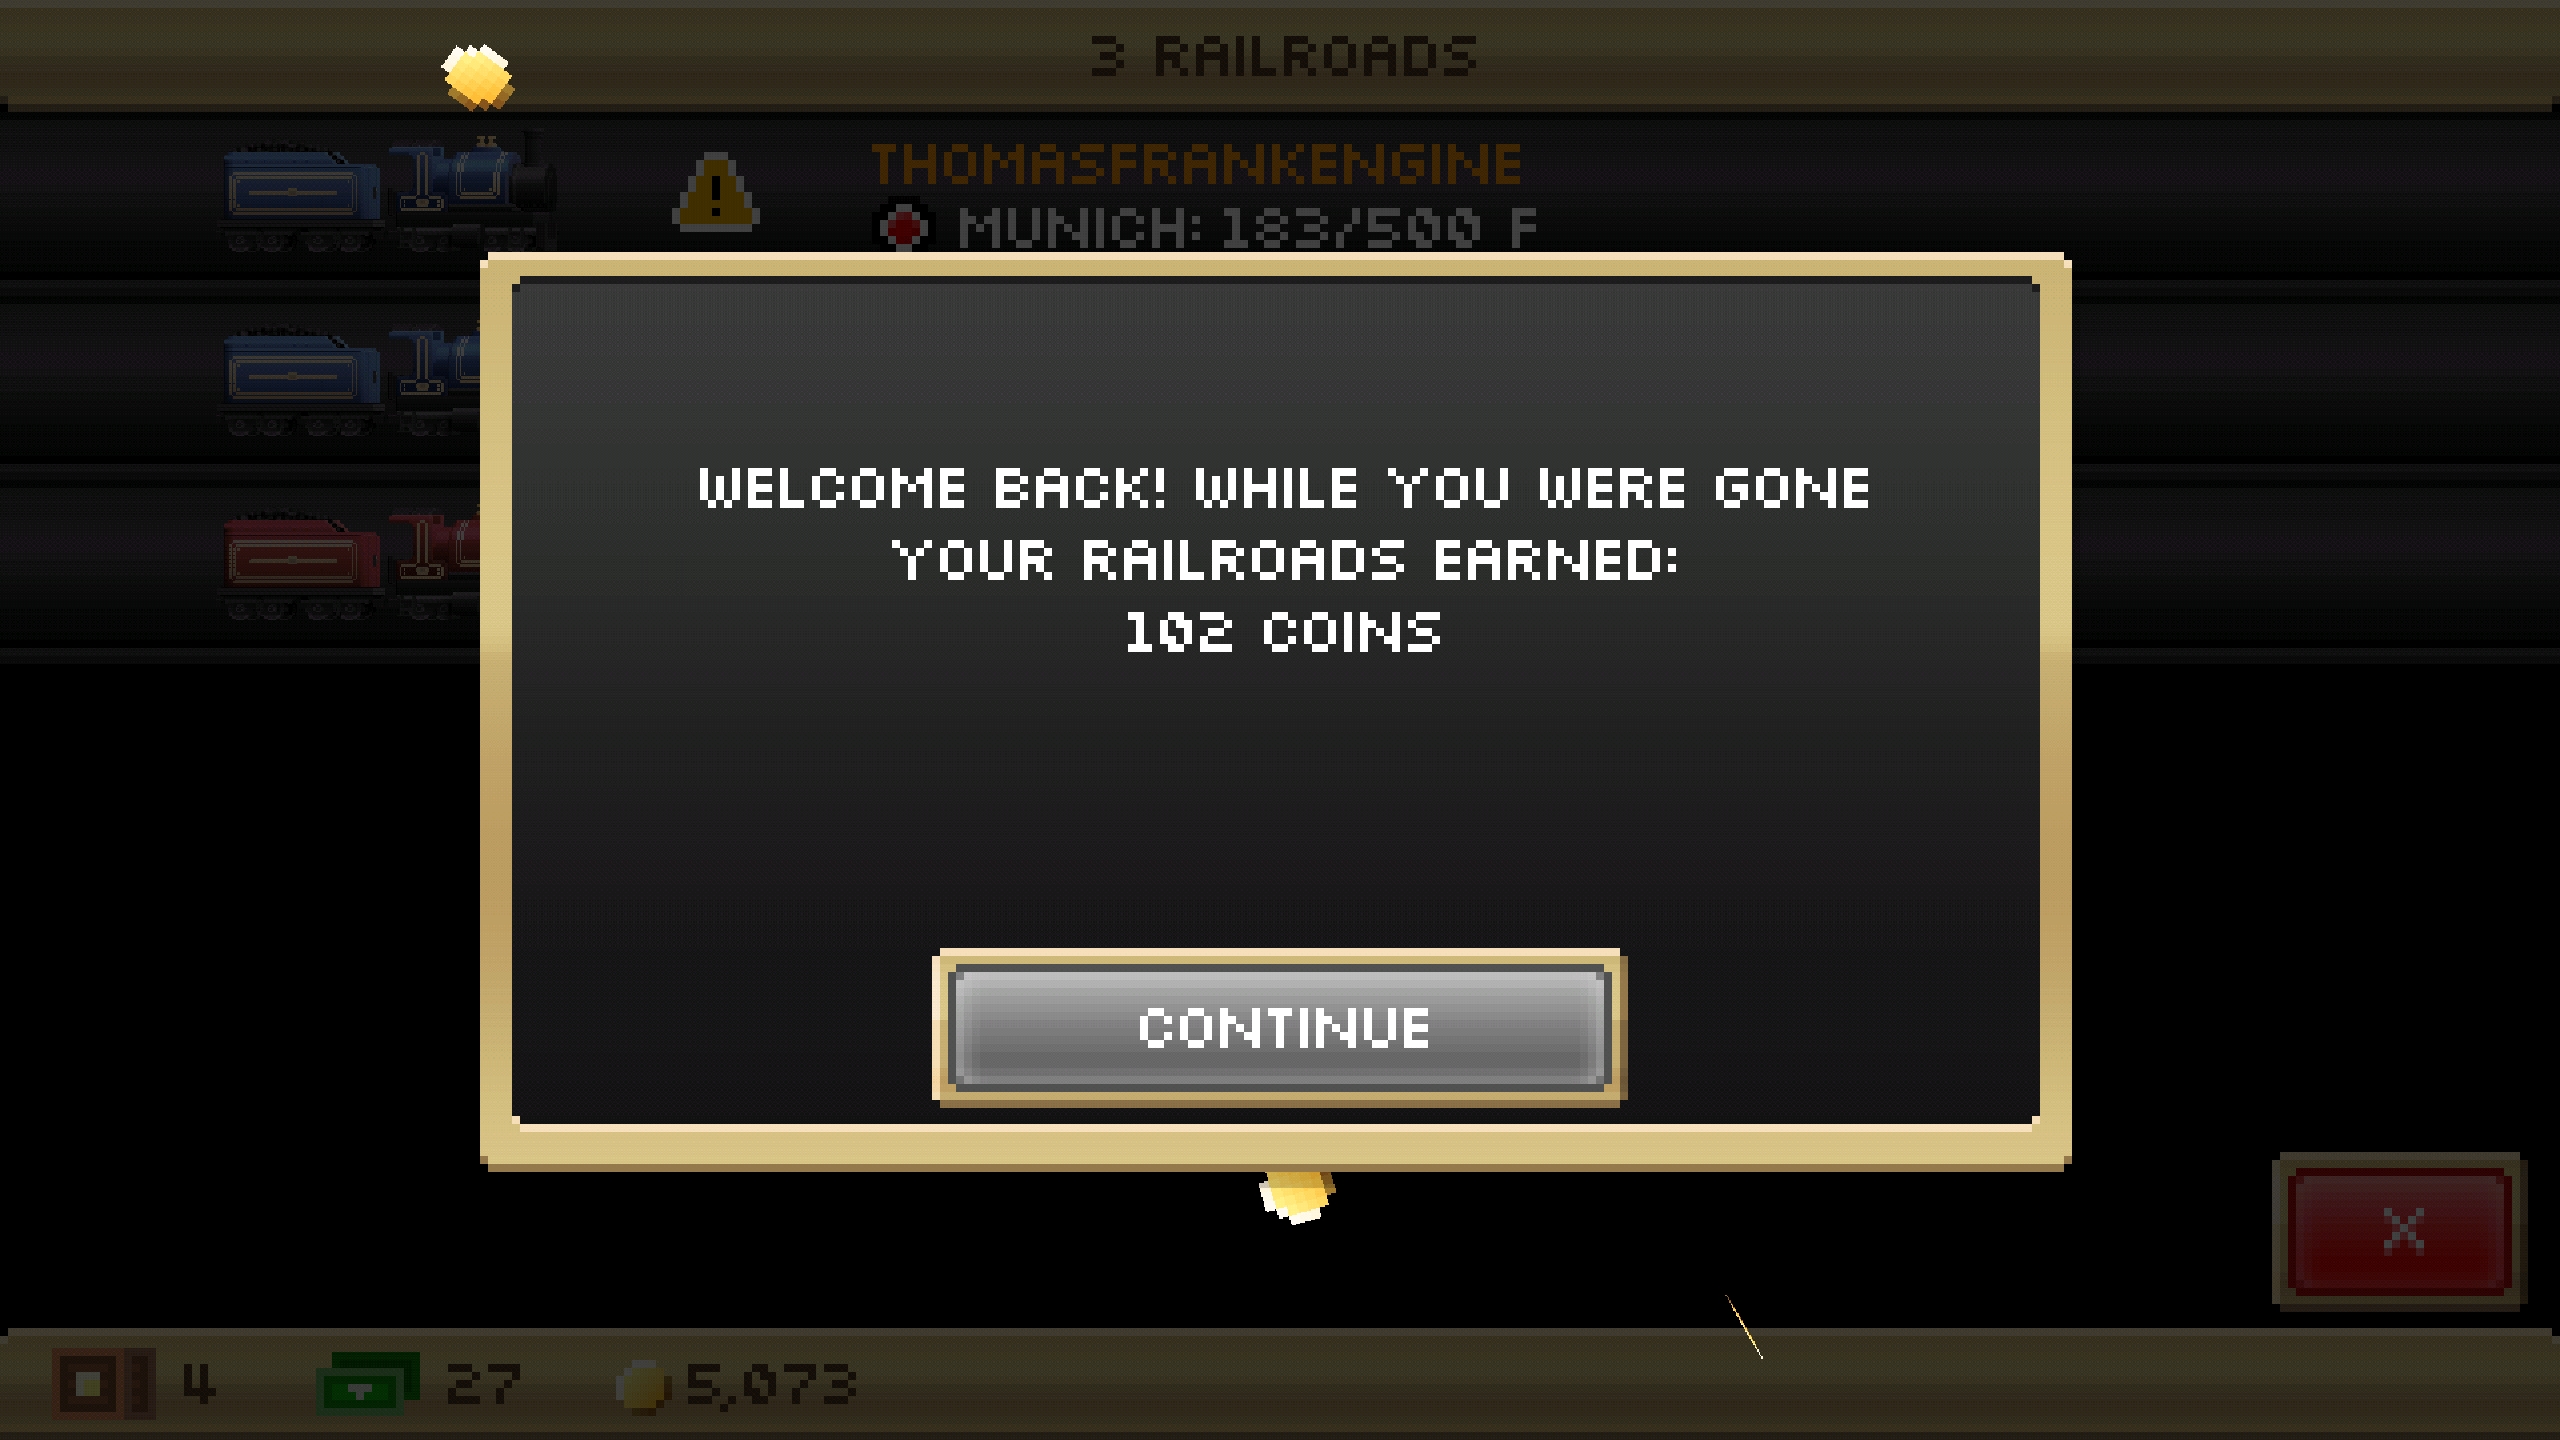 3 RAILROADS
THOMASFRANKENGINE
MUNICH: 183/500 F
WELCOME BACK! WHILE YOU WERE GONE
YOUR RAILROADS EARNED:
102 COINS
CONTINUE
X
4 27 5,073